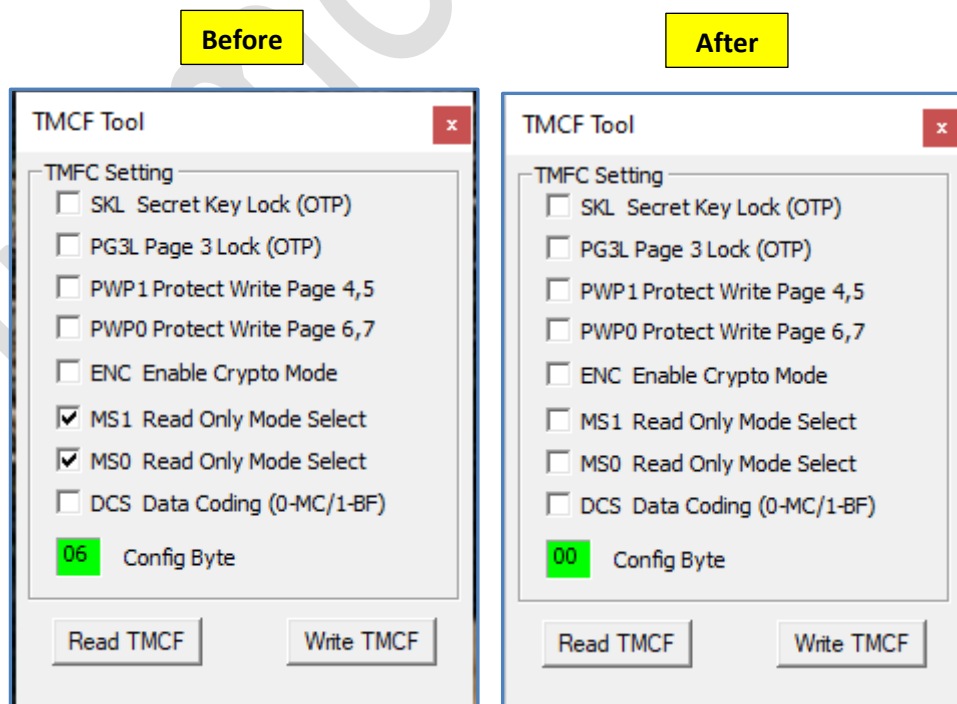 Before
After
TMCF Tool
x
TMFC Setting
SKL Secret Key Lock (OTP)
PG3L Page 3 Lock (OTP)
PWP1 Protect Write Page 4,5
PWP0 Protect Write Page 6,7
ENC Enable Crypto Mode
MS1 Read Only Mode Select
MS0 Read Only Mode Select
DCS Data Coding (0-MC/1-BF)
06 Config Byte
Read TMCF Write TMCF
TMCF Tool
x
TMFC Setting
SKL Secret Key Lock (OTP)
PG3L Page 3 Lock (OTP)
PWP1 Protect Write Page 4,5
PWP0 Protect Write Page 6,7
ENC Enable Crypto Mode
MS1 Read Only Mode Select
MS0 Read Only Mode Select
DCS Data Coding (0-MC/1-BF)
00 Config Byte
Read TMCF Write TMCF